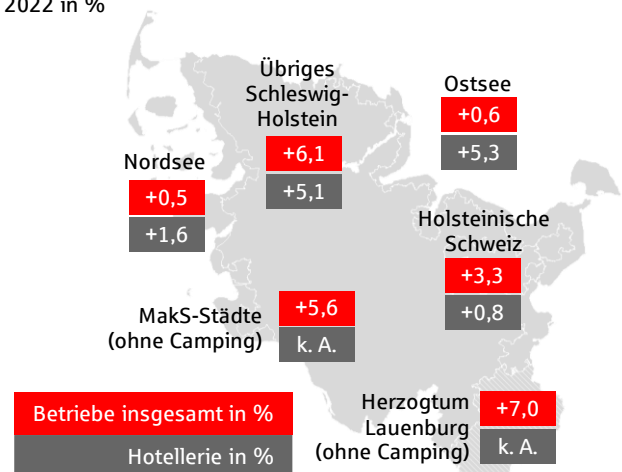 2022 in %
Übriges
Schleswig-
Holstein
+6,1
+5,1
Ostsee
+0,6
+5,3
Nordsee
+0,5
+1,6
Holsteinische
Schweiz
+3,3
+0,8
MakS-Städte
(ohne Camping)
+5,6
k. A.
Herzogtum
Lauenburg
(ohne Camping)
+7,0
k. A.
Betriebe insgesamt in %
Hotellerie in %